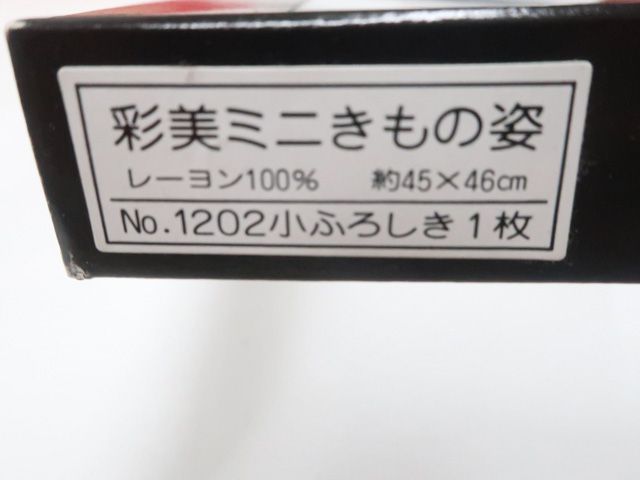 彩美ミニきもの姿
レーヨン100% 約45×46cm
No.1202小ふろしき1枚